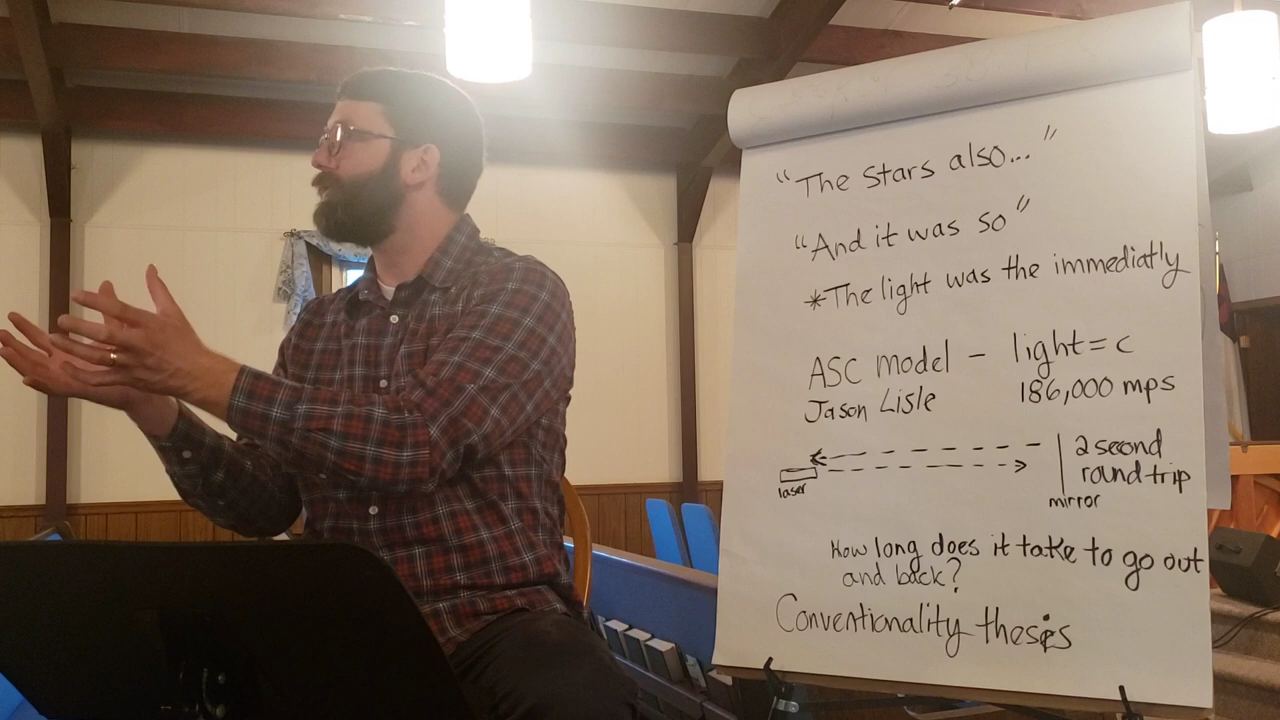 "The Stars also..."
"And it was so"
*The light was the immediatly
ASC model – light = c
Jason Lisle 186,000 mps
2 second
round trip
laser
mirror
How long does it take to go out
and back?
Conventionality thesis